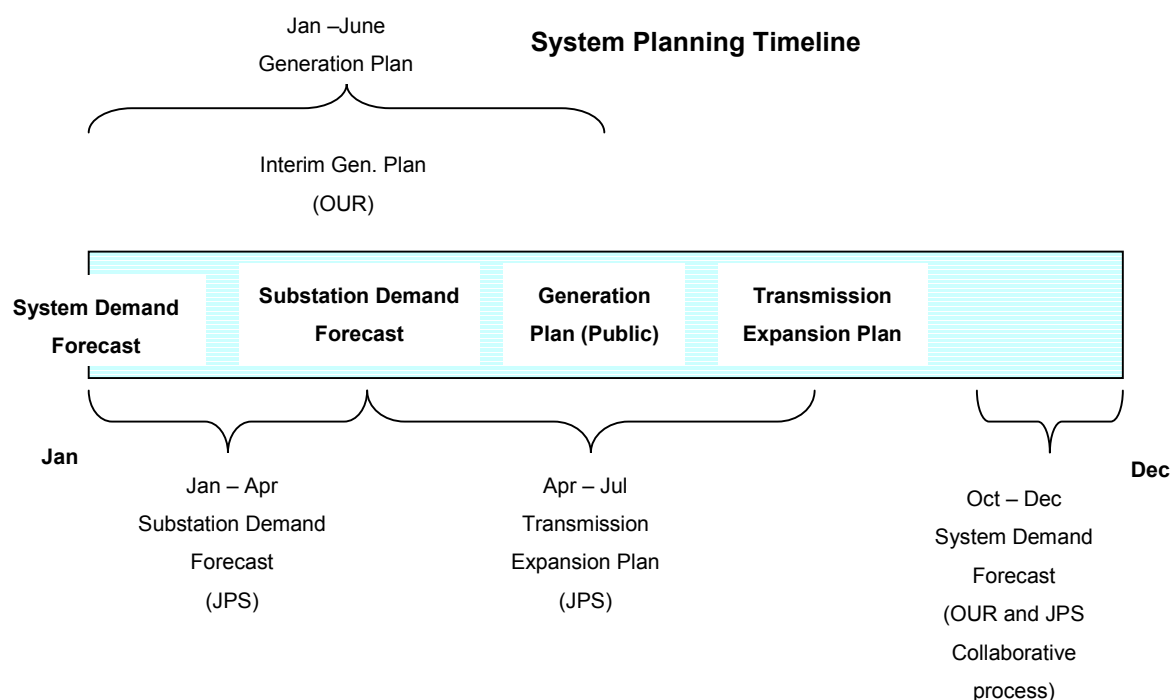 Jan –June
Generation Plan
System Planning Timeline
Interim Gen. Plan
(OUR)
System Demand
Forecast
Substation Demand
Forecast
Generation
Plan (Public)
Transmission
Expansion Plan
Jan
Dec
Jan – Apr
Substation Demand
Forecast
(JPS)
Apr – Jul
Transmission
Expansion Plan
(JPS)
Oct – Dec
System Demand
Forecast
(OUR and JPS
Collaborative
process)